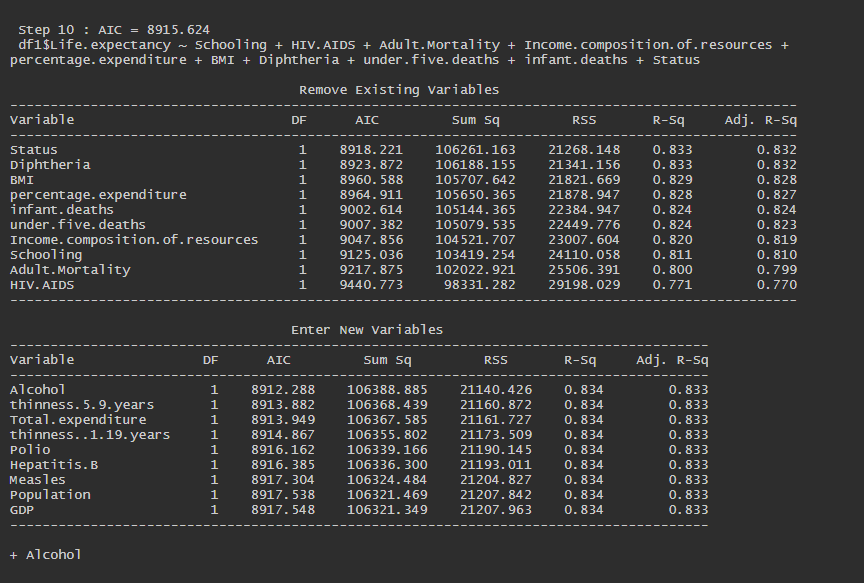 Step 10 : AIC = 8915.624
df1$Life.expectancy ~ Schooling + HIV.AIDS + Adult.Mortality + Income.composition.of.resources +
percentage.expenditure + BMI + Diphtheria + under.five.deaths + infant.deaths + Status
Remove Existing Variables
---------------------------------------------------------------------------------------------------
Variable DF AIC Sum Sq RSS R-Sq Adj. R-Sq
---------------------------------------------------------------------------------------------------
Status 1 8918.221 106261.163 21268.148 0.833 0.832
Diphtheria 1 8923.872 106188.155 21341.156 0.833 0.832
BMI 1 8960.588 105707.642 21821.669 0.829 0.828
percentage.expenditure 1 8964.911 105650.365 21878.947 0.828 0.827
infant.deaths 1 9002.614 105144.365 22384.947 0.824 0.824
under.five.deaths 1 9007.382 105079.535 22449.776 0.824 0.823
Income.composition.of.resources 1 9047.856 104521.707 23007.604 0.820 0.819
Schooling 1 9125.036 103419.254 24110.058 0.811 0.810
Adult.Mortality 1 9217.875 102022.921 25506.391 0.800 0.799
HIV.AIDS 1 9440.773 98331.282 29198.029 0.771 0.770
---------------------------------------------------------------------------------------------------
Enter New Variables
----------------------------------------------------------------------------------------
Variable DF AIC Sum Sq RSS R-Sq Adj. R-Sq
----------------------------------------------------------------------------------------
Alcohol 1 8912.288 106388.885 21140.426 0.834 0.833
thinness.5.9.years 1 8913.882 106368.439 21160.872 0.834 0.833
Total.expenditure 1 8913.949 106367.585 21161.727 0.834 0.833
thinness..1.19.years 1 8914.867 106355.802 21173.509 0.834 0.833
Polio 1 8916.162 106339.166 21190.145 0.834 0.833
Hepatitis.B 1 8916.385 106336.300 21193.011 0.834 0.833
Measles 1 8917.304 106324.484 21204.827 0.834 0.833
Population 1 8917.538 106321.469 21207.842 0.834 0.833
GDP 1 8917.548 106321.349 21207.963 0.834 0.833
----------------------------------------------------------------------------------------
+ Alcohol